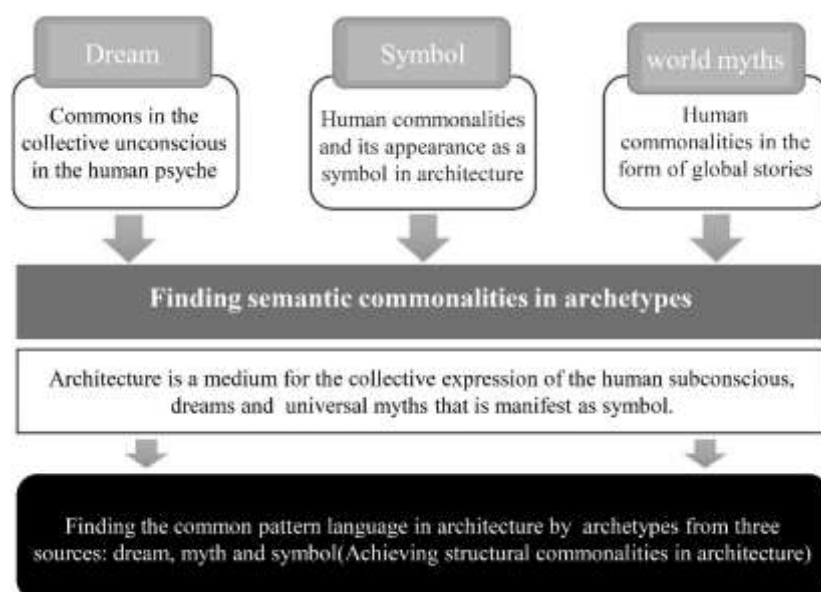 Dream
Commons in the
collective unconscious
in the human psyche
Symbol
Human commonalities
and its appearance as a
symbol in architecture
world myths
Human
commonalities in the
form of global stories
Finding semantic commonalities in archetypes
Architecture is a medium for the collective expression of the human subconscious,
dreams and universal myths that is manifest as symbol.
Finding the common pattern language in architecture by archetypes from three
sources: dream, myth and symbol(Achieving structural commonalities in architecture)